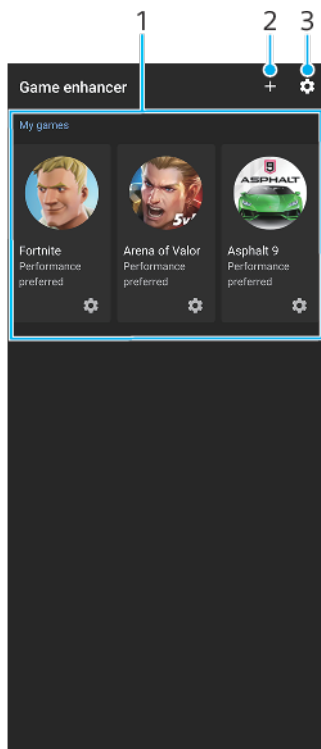 1 2 3
Game enhancer +
My games
5v5
9
ASPHALT
Fortnite Arena of Valor Asphalt 9
Performance Performance Performance
preferred preferred preferred